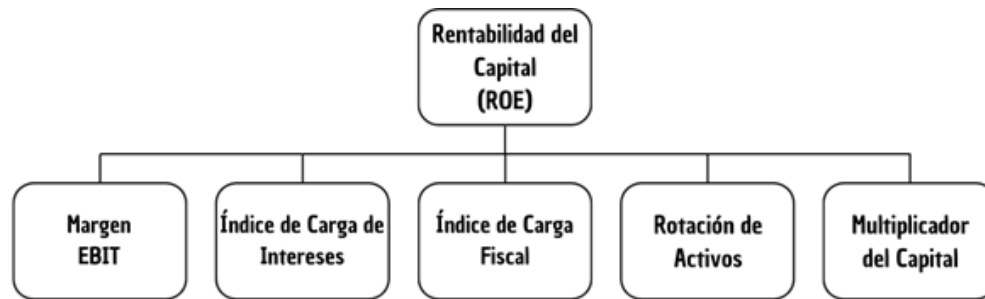 Rentabilidad del
Capital
(ROE)
Margen
EBIT
Índice de Carga de
Intereses
Índice de Carga
Fiscal
Rotación de
Activos
Multiplicador
del Capital